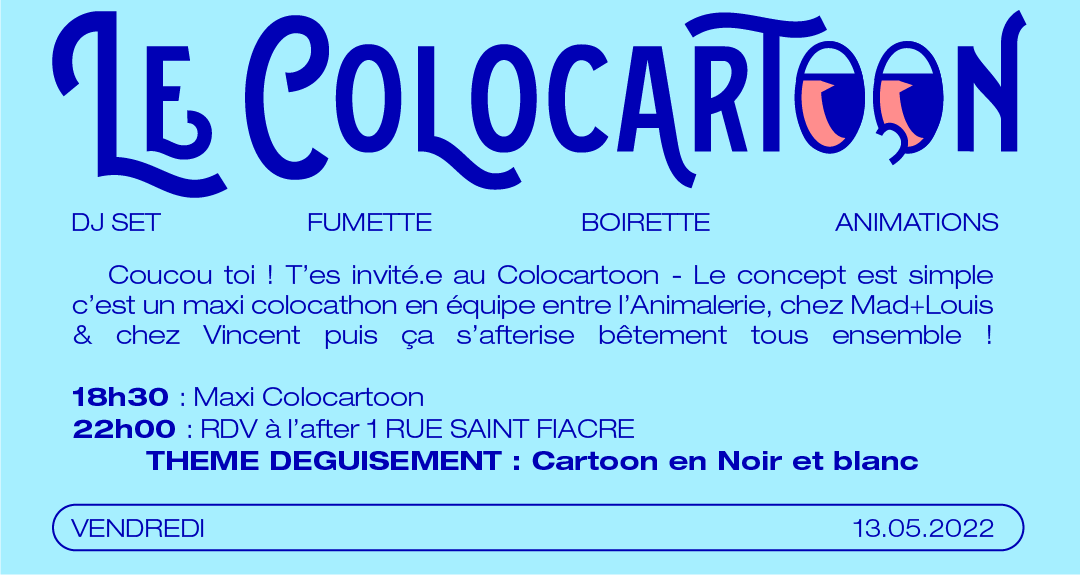 LE COLOCARTOON
DJ SET FUMETTE BOIRETTE ANIMATIONS
Coucou toi ! T'es invité.e au Colocartoon - Le concept est simple
c'est un maxi colocathon en équipe entre l'Animalerie, chez Mad+Louis
& chez Vincent puis ça s'afterise bêtement tous ensemble !
18h30 : Maxi Colocartoon
22h00 : RDV à l'after 1 RUE SAINT FIACRE
THEME DEGUISEMENT : Cartoon en Noir et blanc
VENDREDI 13.05.2022